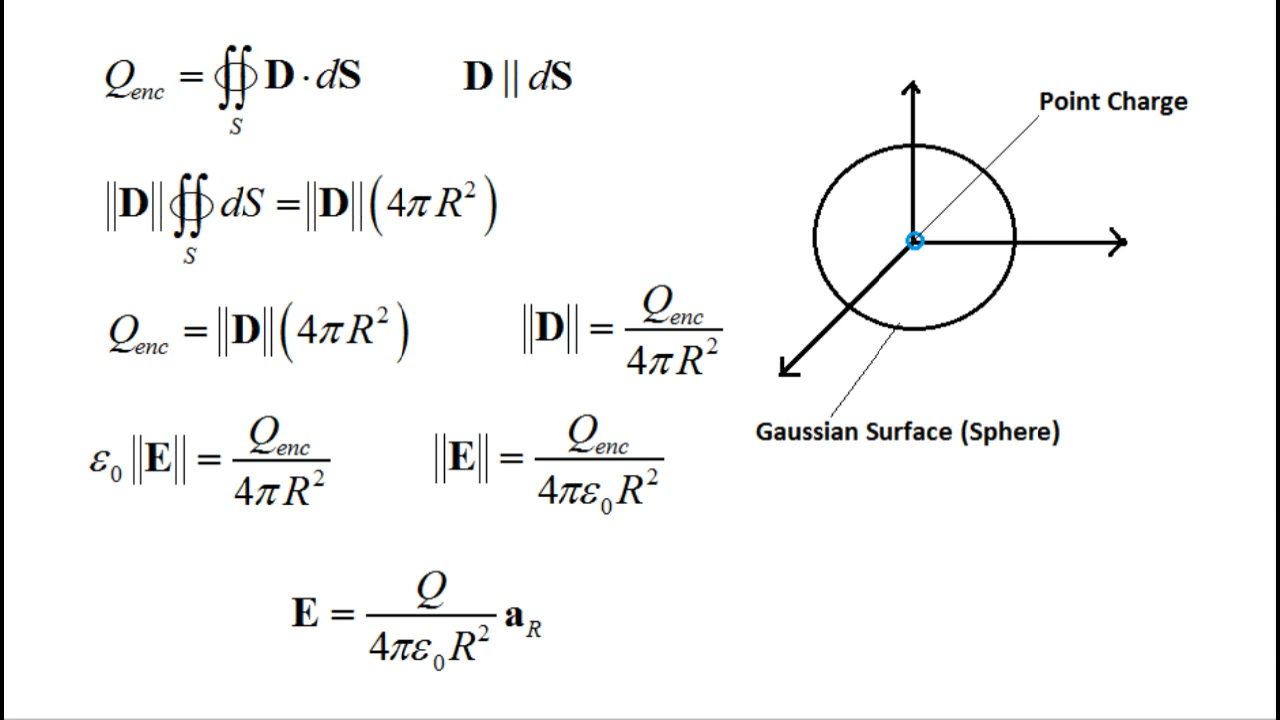 Q_enc = ∯_S D · dS    D || dS
||D|| ∯_S dS = ||D|| (4πR²)
Q_enc = ||D|| (4πR²)    ||D|| = Q_enc / 4πR²
ε₀ ||E|| = Q_enc / 4πR²    ||E|| = Q_enc / 4πε₀R²
E = Q / 4πε₀R² a_R
Point Charge
Gaussian Surface (Sphere)